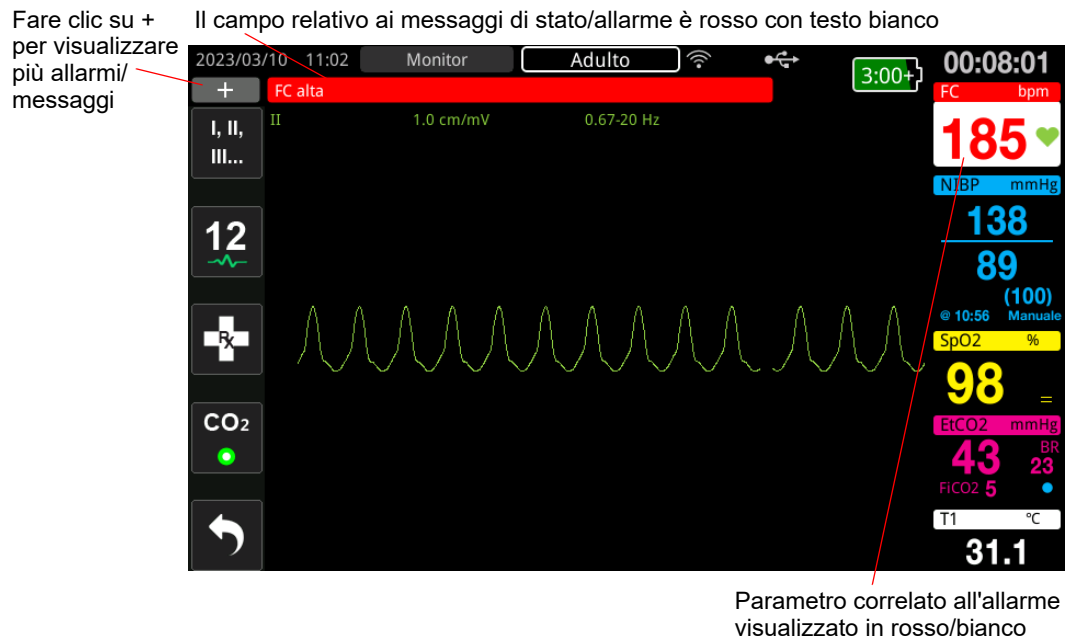 Fare clic su +
per visualizzare
più allarmi/
messaggi
Il campo relativo ai messaggi di stato/allarme è rosso con testo bianco
2023/03/10 11:02 Monitor Adulto 3:00+ 00:08:01
+ FC alta FC bpm
II 1.0 cm/mV 0.67-20 Hz
I, II,
III...
185
NIBP mmHg
12
138
89
(100)
@ 10:56 Manuale
Rx
SpO2 %
98
CO2
EtCO2 mmHg
43 BR
23
FiCO2 5
T1 °C
31.1
Parametro correlato all'allarme
visualizzato in rosso/bianco